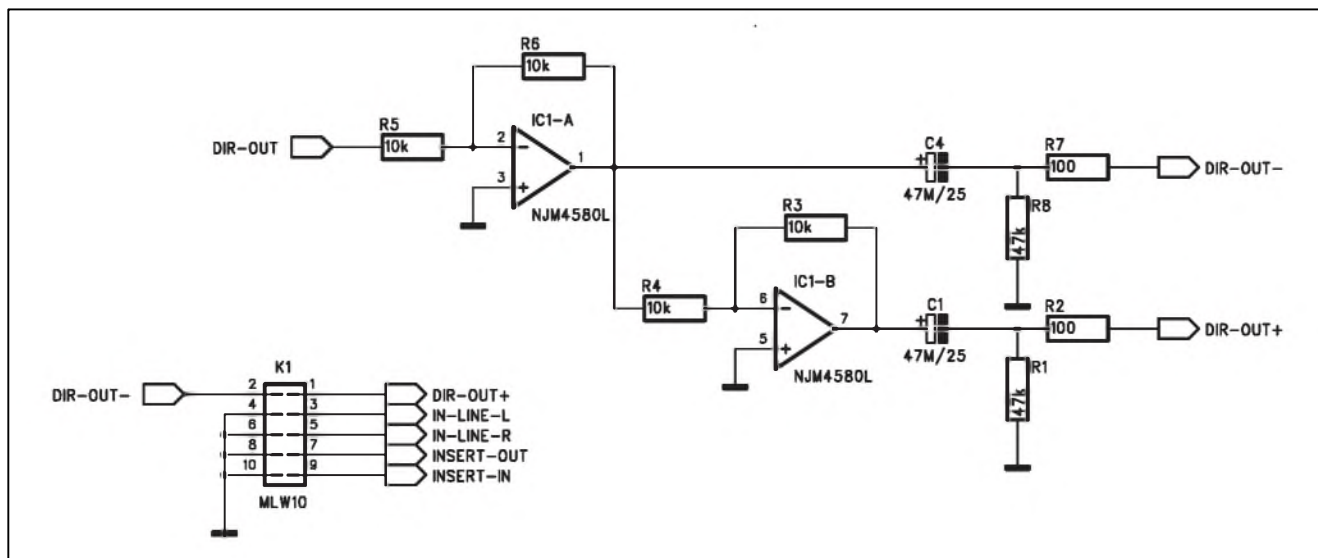 R6
10k
IC1-A
R5
10k
DIR-OUT
2
-
1
3
+
NJM4580L
C4
+
47M/25
R7
100
DIR-OUT-
R8
47k
R3
10k
IC1-B
R4
10k
6
-
7
5
+
NJM4580L
C1
+
47M/25
R2
100
DIR-OUT+
R1
47k
K1
DIR-OUT-
2
1
DIR-OUT+
4
3
IN-LINE-L
6
5
IN-LINE-R
8
7
INSERT-OUT
10
9
INSERT-IN
MLW10